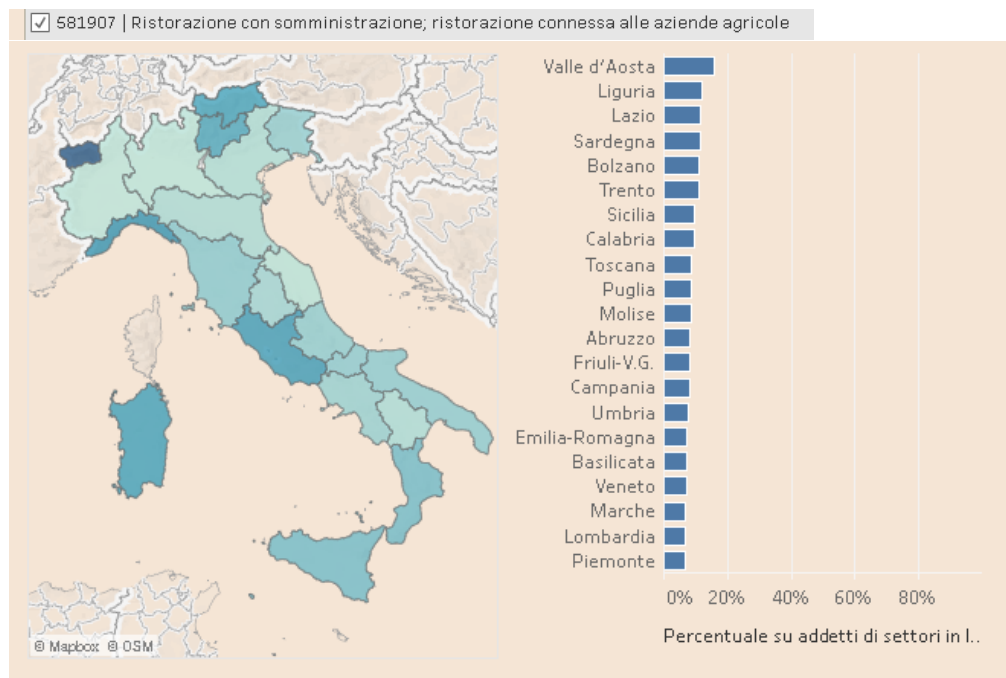 581907 | Ristorazione con somministrazione; ristorazione connessa alle aziende agricole
Valle d'Aosta
Liguria
Lazio
Sardegna
Bolzano
Trento
Sicilia
Calabria
Toscana
Puglia
Molise
Abruzzo
Friuli-V.G.
Campania
Umbria
Emilia-Romagna
Basilicata
Veneto
Marche
Lombardia
Piemonte
0% 20% 40% 60% 80%
Percentuale su addetti di settori in l..
© Mapbox © OSM